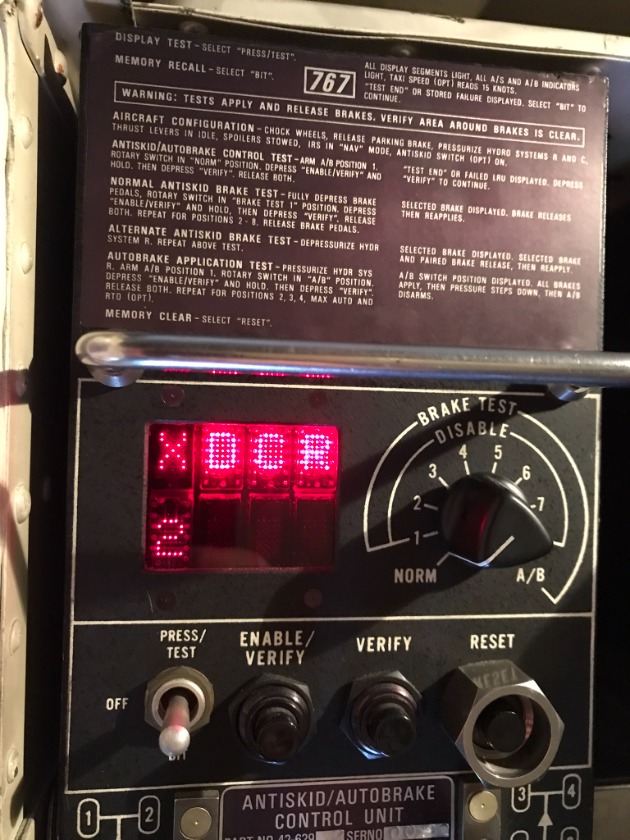 DISPLAY TEST - SELECT "PRESS/TEST".
MEMORY RECALL - SELECT "BIT".
767
ALL DISPLAY SEGMENTS LIGHT, ALL A/S AND A/B INDICATORS
LIGHT, TAXI SPEED (OPT) READS 15 KNOTS.
"TEST END" OR STORED FAILURE DISPLAYED. SELECT "BIT" TO
CONTINUE.
WARNING: TESTS APPLY AND RELEASE BRAKES. VERIFY AREA AROUND BRAKES IS CLEAR.
AIRCRAFT CONFIGURATION - CHOCK WHEELS, RELEASE PARKING BRAKE, PRESSURIZE HYDRO SYSTEMS R AND C,
THRUST LEVERS IN IDLE, SPOILERS STOWED, IRS IN "NAV" MODE, ANTISKID SWITCH (OPT) ON.
ANTISKID/AUTOBRAKE CONTROL TEST - ARM A/B POSITION 1,
ROTARY SWITCH IN "NORM" POSITION, DEPRESS "ENABLE/VERIFY" AND
HOLD, THEN DEPRESS "VERIFY". RELEASE BOTH.
"TEST END" OR FAILED LRU DISPLAYED. DEPRESS
"VERIFY" TO CONTINUE.
NORMAL ANTISKID BRAKE TEST - FULLY DEPRESS BRAKE
PEDALS, ROTARY SWITCH IN "BRAKE TEST 1" POSITION. DEPRESS
"ENABLE/VERIFY" AND HOLD, THEN DEPRESS "VERIFY". RELEASE
BOTH. REPEAT FOR POSITIONS 2 - 8. RELEASE BRAKE PEDALS.
SELECTED BRAKE DISPLAYED. BRAKE RELEASES
THEN REAPPLIES.
ALTERNATE ANTISKID BRAKE TEST - DEPRESSURIZE HYDR
SYSTEM R. REPEAT ABOVE TEST.
SELECTED BRAKE DISPLAYED. SELECTED BRAKE
AND PAIRED BRAKE RELEASE, THEN REAPPLY.
AUTOBRAKE APPLICATION TEST - PRESSURIZE HYDR SYS
R. ARM A/B POSITION 1, ROTARY SWITCH IN "A/B" POSITION.
DEPRESS "ENABLE/VERIFY" AND HOLD. THEN DEPRESS "VERIFY".
RELEASE BOTH. REPEAT FOR POSITIONS 2, 3, 4, MAX AUTO AND
RTO (OPT).
A/B SWITCH POSITION DISPLAYED. ALL BRAKES
APPLY, THEN PRESSURE STEPS DOWN, THEN A/B
DISARMS.
MEMORY CLEAR - SELECT "RESET".
XDCR
2
BRAKE TEST
DISABLE
1 2 3 4 5 6 7
NORM
A/B
PRESS/
TEST
ENABLE/
VERIFY
VERIFY
RESET
OFF
BIT
RESET
1 2
ANTISKID/AUTOBRAKE
CONTROL UNIT
3 4
PART NO 42-629
SERNO